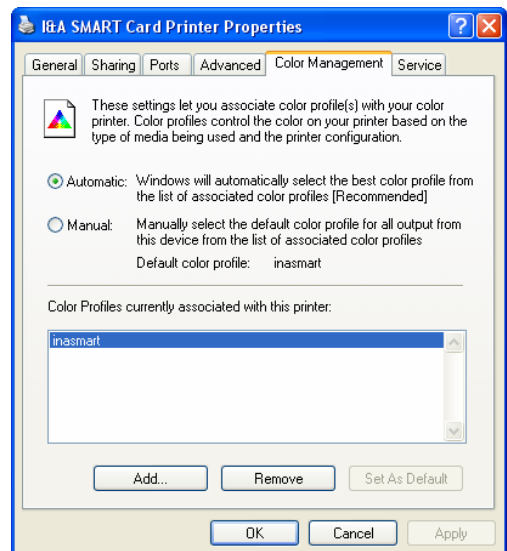 I&A SMART Card Printer Properties
General Sharing Ports Advanced Color Management Service
These settings let you associate color profile(s) with your color
printer. Color profiles control the color on your printer based on the
type of media being used and the printer configuration.
Automatic: Windows will automatically select the best color profile from
the list of associated color profiles [Recommended]
Manual: Manually select the default color profile for all output from
this device from the list of associated color profiles
Default color profile: inasmart
Color Profiles currently associated with this printer:
inasmart
Add... Remove Set As Default
OK Cancel Apply